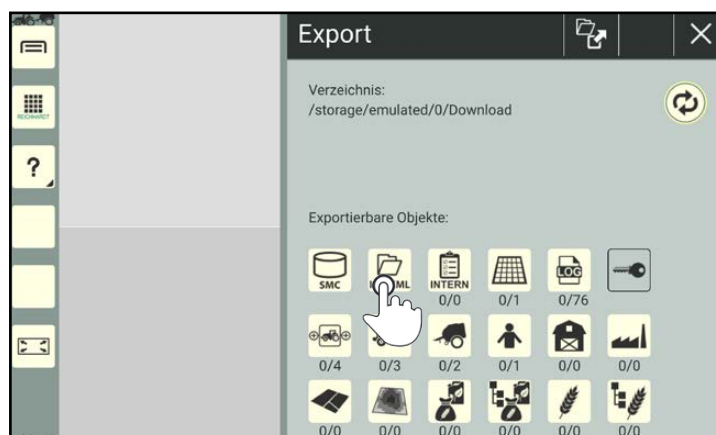 Export
Verzeichnis:
/storage/emulated/0/Download
REICHHARDT
?
Exportierbare Objekte:
SMC
INTERN
LOG
0/0
0/1
0/76
0/4
0/3
0/2
0/1
0/0
0/0
0/0
0/0
0/0
0/0
0/0
0/0